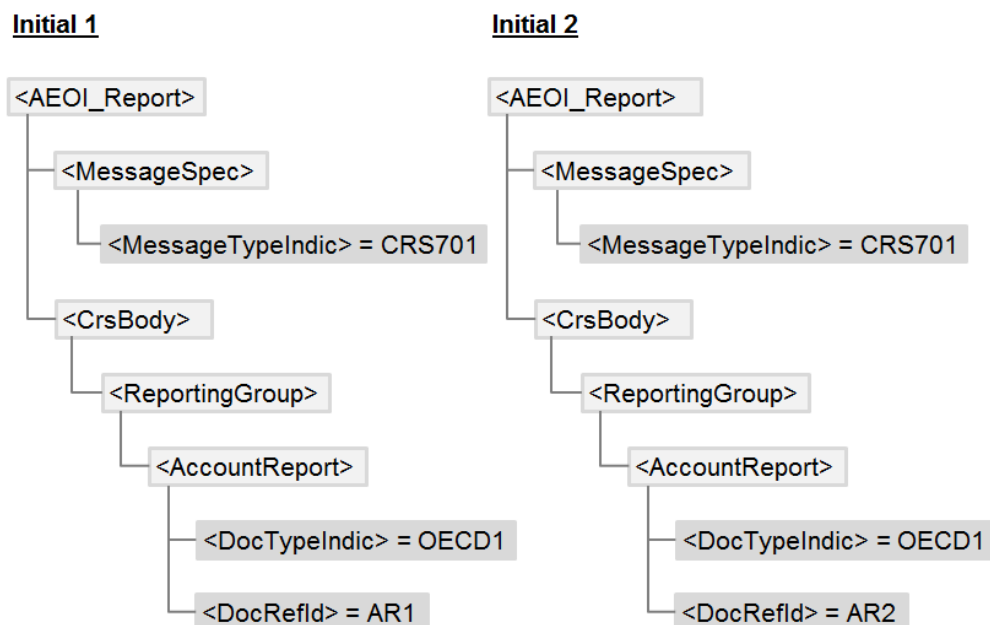 Initial 1
<AEOI_Report>
<MessageSpec>
<MessageTypeIndic> = CRS701
<CrsBody>
<ReportingGroup>
<AccountReport>
<DocTypeIndic> = OECD1
<DocRefId> = AR1
Initial 2
<AEOI_Report>
<MessageSpec>
<MessageTypeIndic> = CRS701
<CrsBody>
<ReportingGroup>
<AccountReport>
<DocTypeIndic> = OECD1
<DocRefId> = AR2